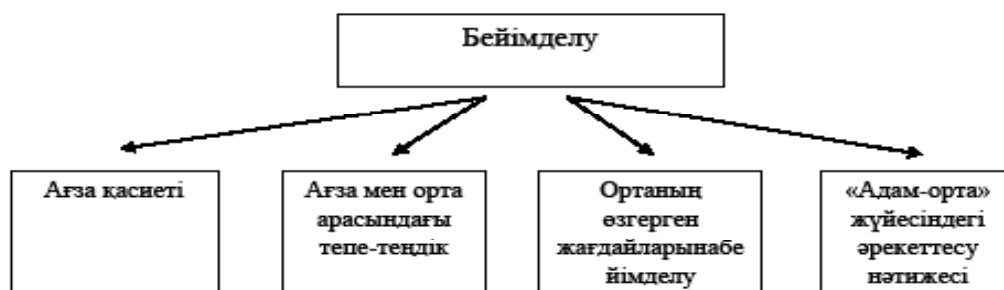 Бейімделу
Ағза қасиеті
Ағза мен орта
арасындағы
тепе-теңдік
Ортаның
өзгерген
жағдайларынабе
йімделу
«Адам-орта»
жүйесіндегі
әрекеттесу
нәтижесі